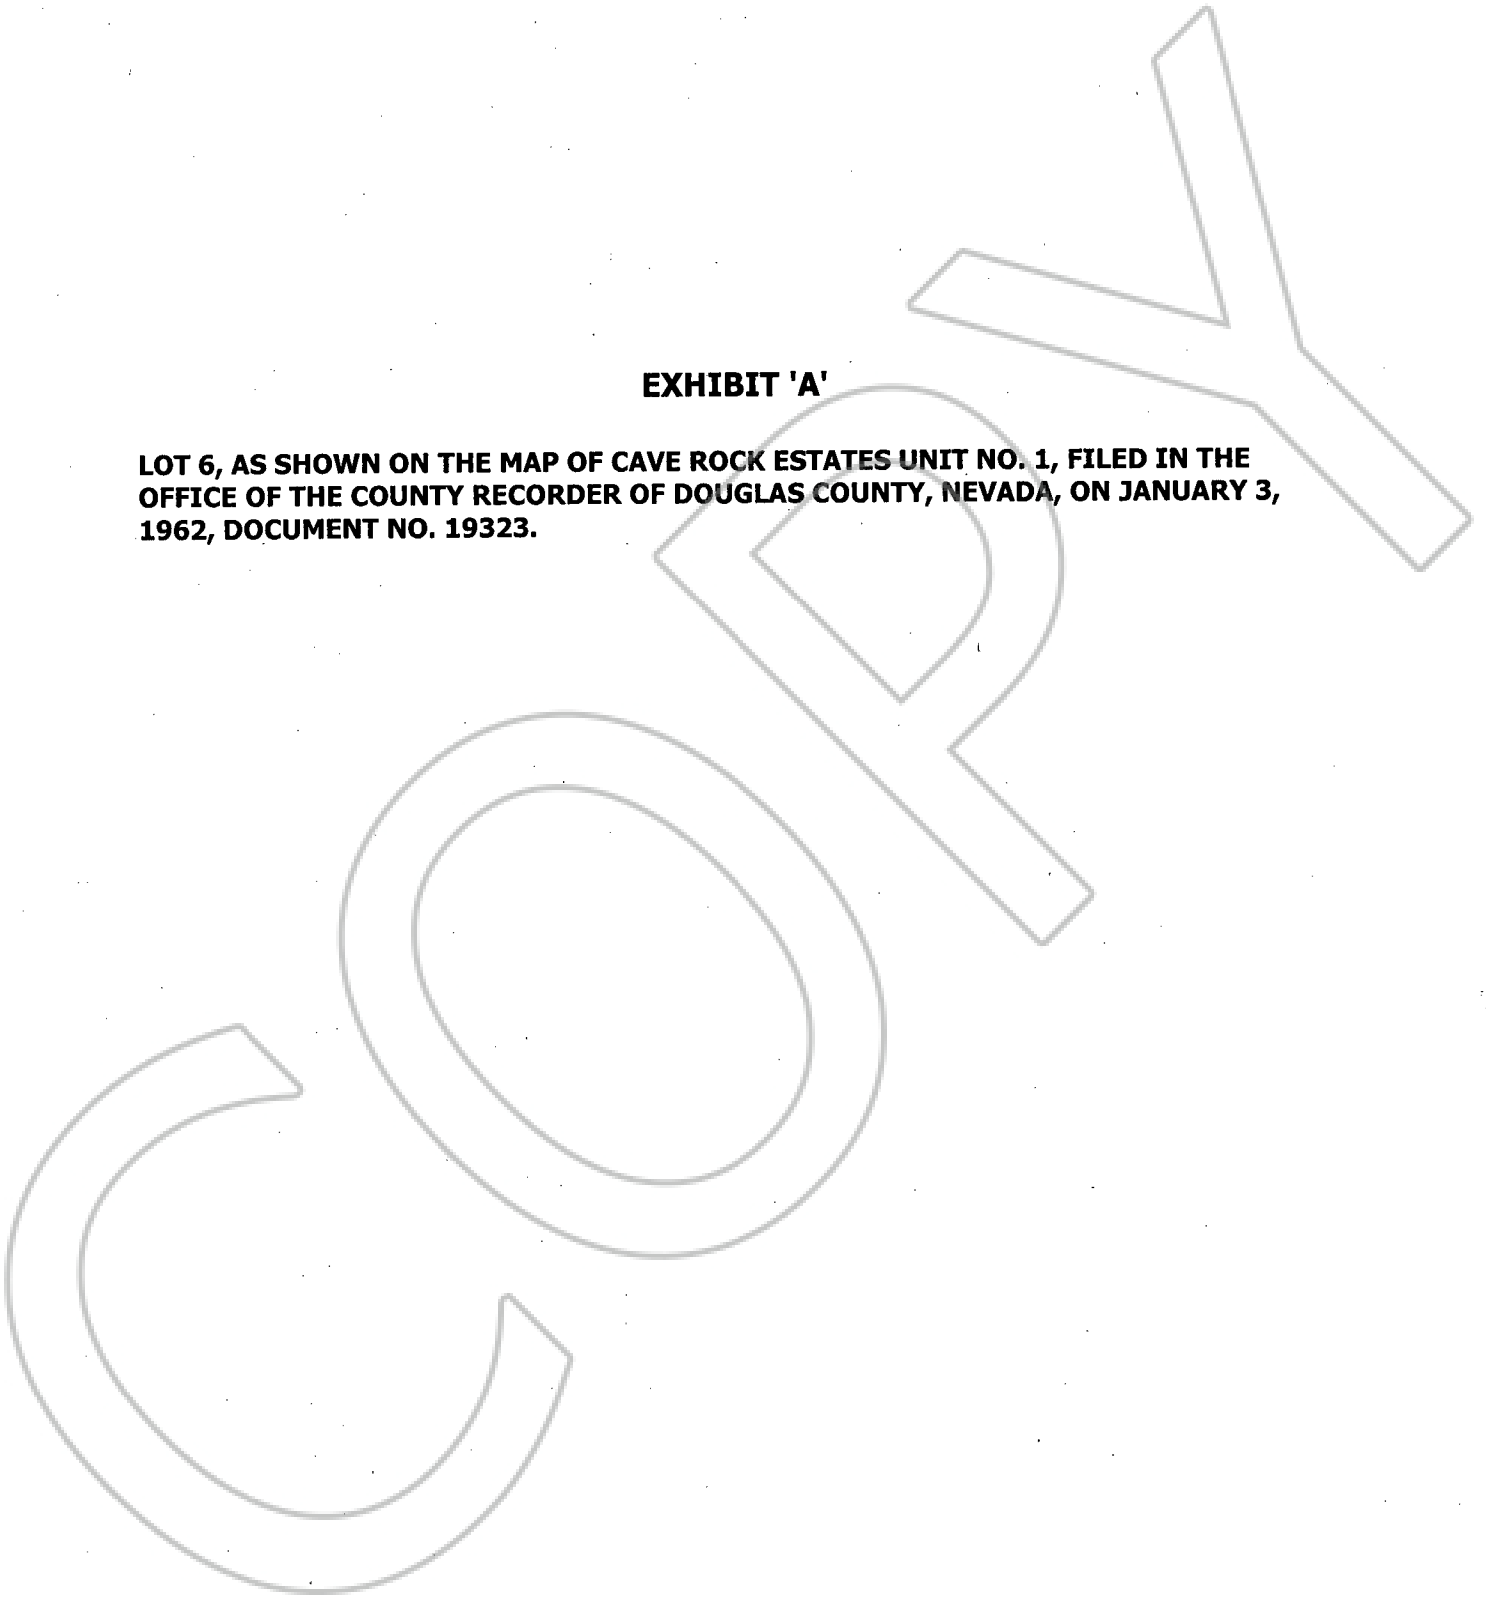 EXHIBIT 'A'
LOT 6, AS SHOWN ON THE MAP OF CAVE ROCK ESTATES UNIT NO. 1, FILED IN THE
OFFICE OF THE COUNTY RECORDER OF DOUGLAS COUNTY, NEVADA, ON JANUARY 3,
1962, DOCUMENT NO. 19323.
COPY